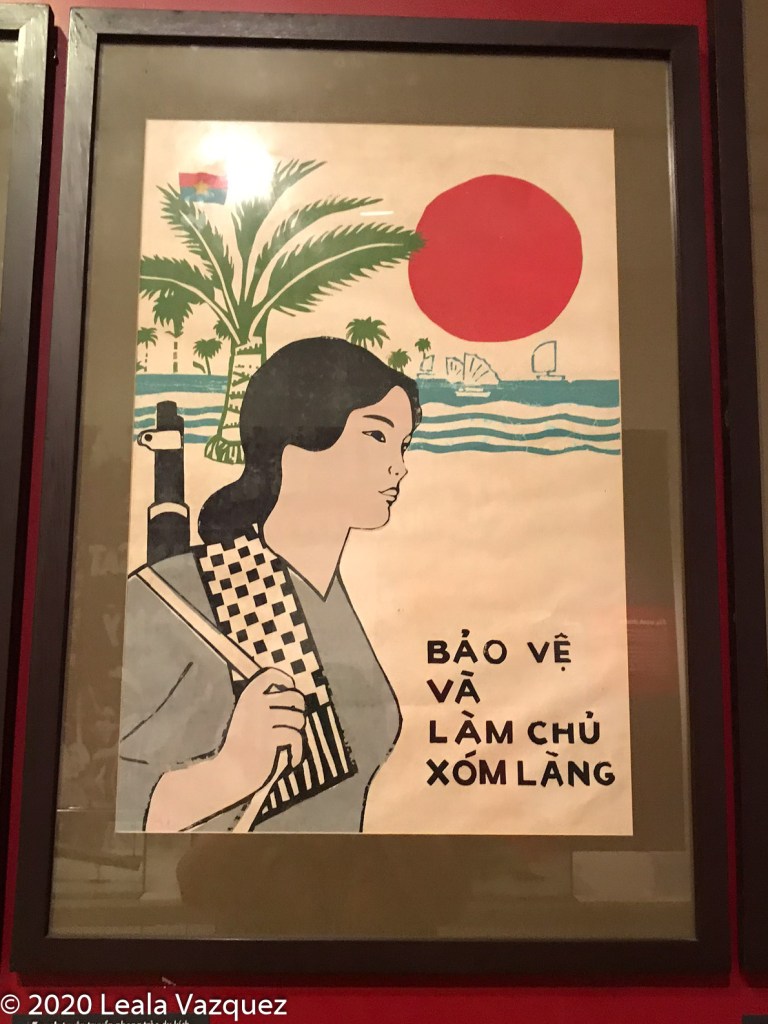 BẢO VỆ
VÀ
LÀM CHỦ
XÓM LÀNG
© 2020 Leala Vazquez